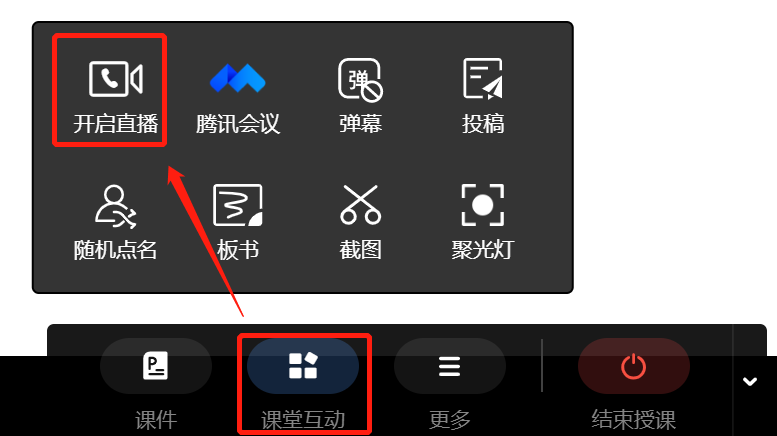 弹
开启直播 腾讯会议 弹幕 投稿
随机点名 板书 截图 聚光灯
P
课件 课堂互动 更多 结束授课